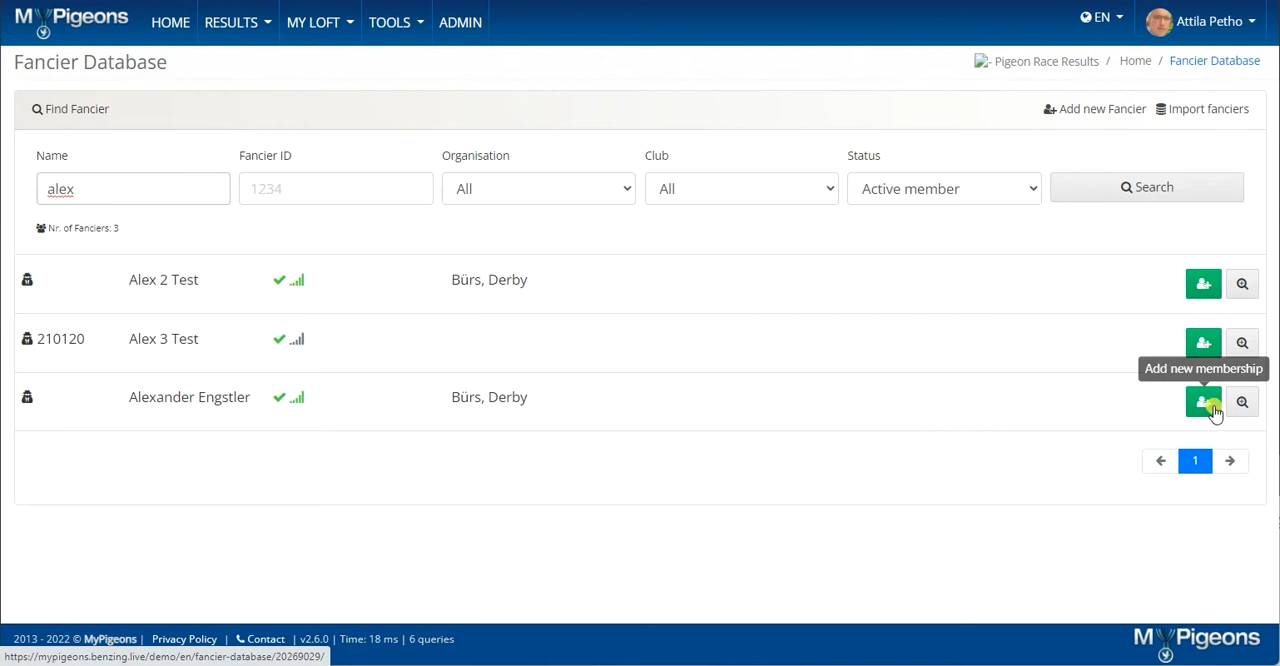 MyPigeons
HOME RESULTS MY LOFT TOOLS ADMIN
EN Attila Petho
Fancier Database
- Pigeon Race Results / Home / Fancier Database
Find Fancier
Add new Fancier Import fanciers
Name Fancier ID Organisation Club Status
alex 1234 All All Active member Search
Nr. of Fanciers: 3
Alex 2 Test Bürs, Derby
210120 Alex 3 Test
Add new membership
Alexander Engstler Bürs, Derby
1
2013 - 2022 © MyPigeons | Privacy Policy | Contact | v2.6.0 | Time: 18 ms | 6 queries
MyPigeons
https://mypigeons.benzing.live/demo/en/fancier-database/20269029/